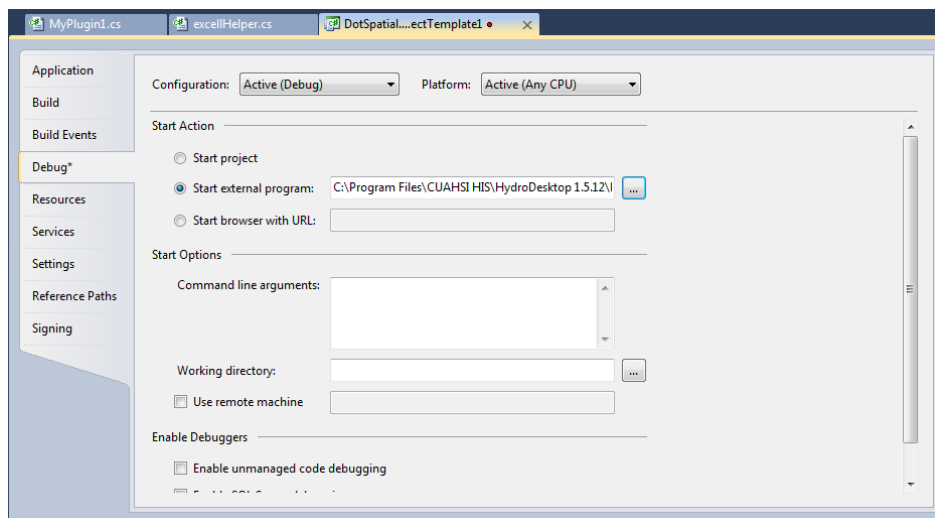 MyPlugin1.cs excellHelper.cs DotSpatial....ectTemplate1
Application
Build
Build Events
Debug*
Resources
Services
Settings
Reference Paths
Signing
Configuration: Active (Debug) Platform: Active (Any CPU)
Start Action
Start project
Start external program: C:\Program Files\CUAHSI HIS\HydroDesktop 1.5.12\ ...
Start browser with URL:
Start Options
Command line arguments:
Working directory: ...
Use remote machine
Enable Debuggers
Enable unmanaged code debugging